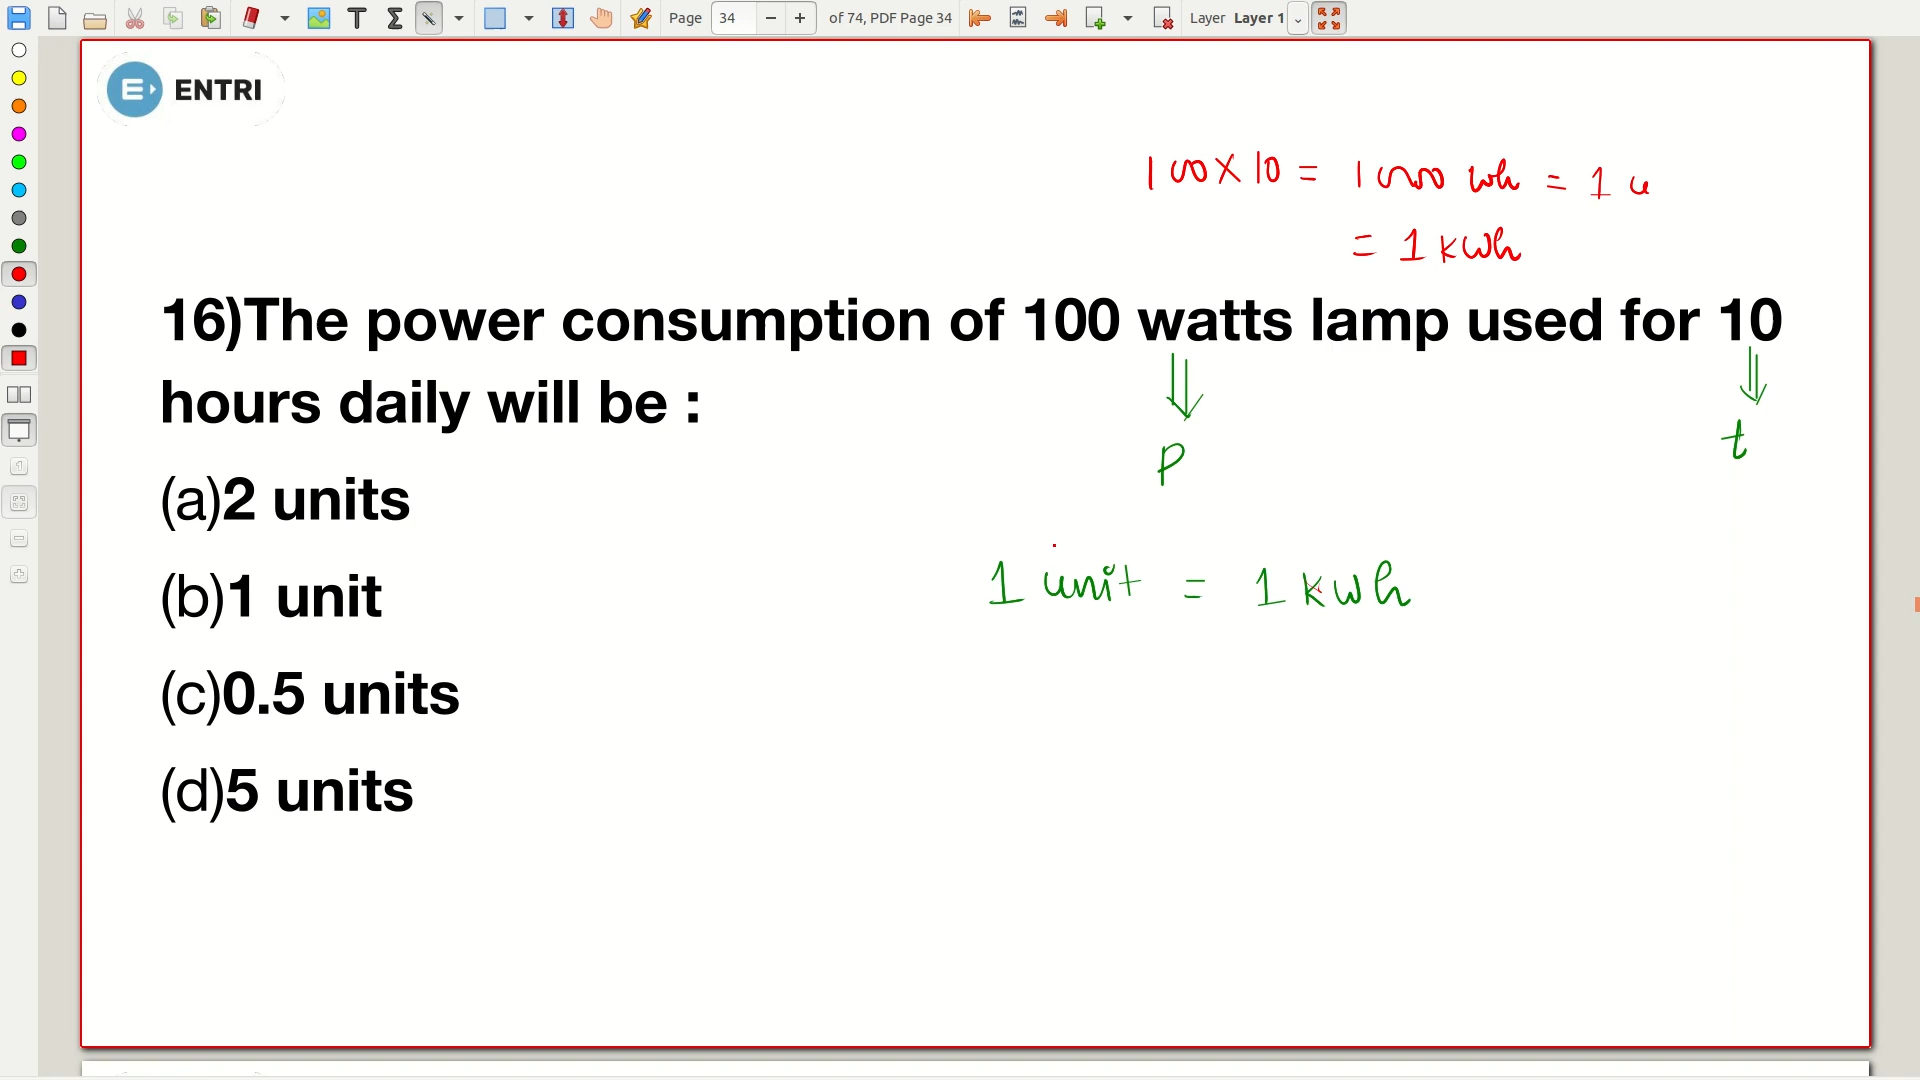 Page 34 of 74, PDF Page 34 Layer Layer 1
ENTRI
100 X 10 = 1000 wh = 1 u
= 1 kwh
16)The power consumption of 100 watts lamp used for 10
hours daily will be :
P
t
(a)2 units
(b)1 unit
1 unit = 1 kwh
(c)0.5 units
(d)5 units